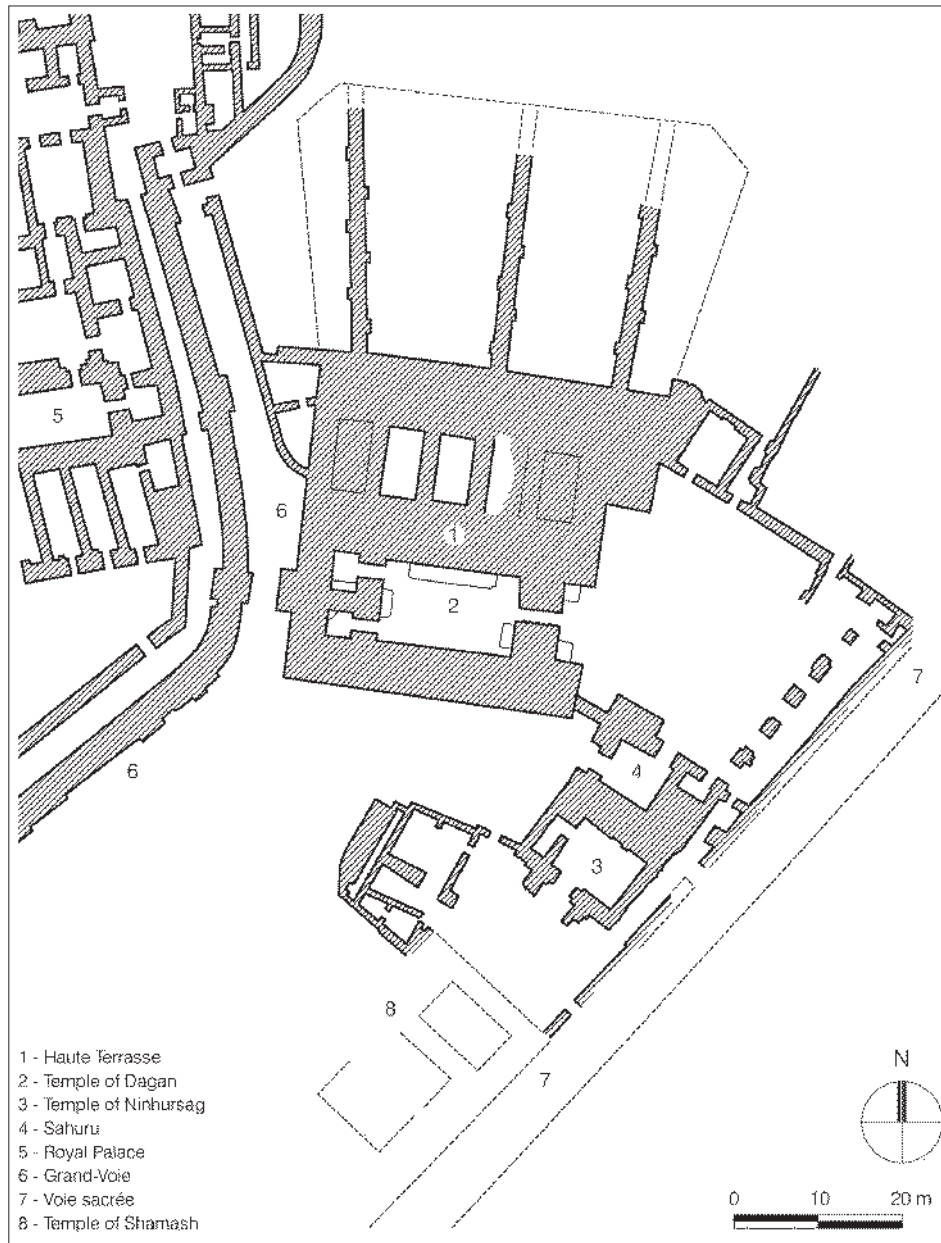 5
6
1
2
7
6
4
3
8
7
1 - Haute Terrasse
2 - Temple of Dagan
3 - Temple of Ninhursag
4 - Sahuru
5 - Royal Palace
6 - Grand-Voie
7 - Voie sacrée
8 - Temple of Shamash
N
0 10 20 m